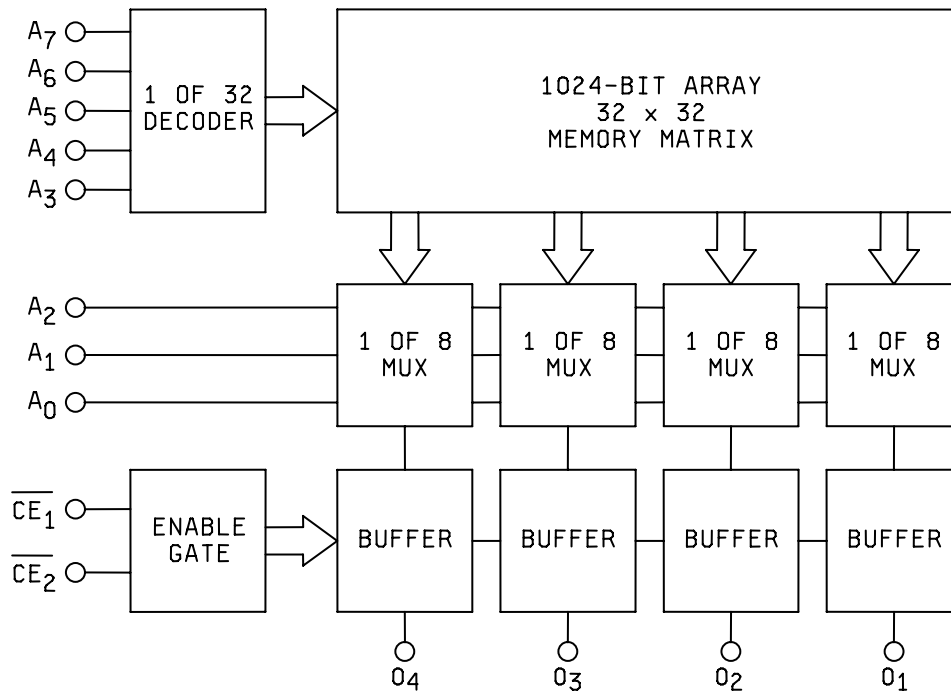 A7
A6
A5
A4
A3
1 OF 32
DECODER
1024-BIT ARRAY
32 x 32
MEMORY MATRIX
A2
A1
A0
1 OF 8
MUX
1 OF 8
MUX
1 OF 8
MUX
1 OF 8
MUX
C̅E̅1
C̅E̅2
ENABLE
GATE
BUFFER
BUFFER
BUFFER
BUFFER
O4
O3
O2
O1